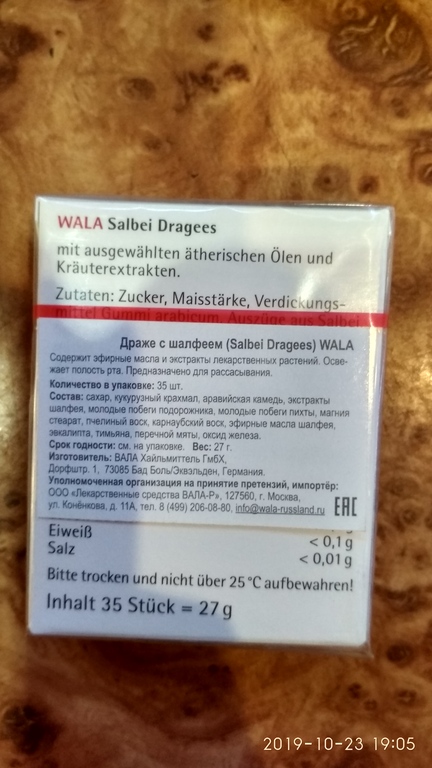 WALA Salbei Dragees
mit ausgewählten ätherischen Ölen und
Kräuterextrakten.
Zutaten: Zucker, Maisstärke, Verdickungs-
mittel Gummi arabicum, Auszüge aus Salbei
Драже с шалфеем (Salbei Dragees) WALA
Содержит эфирные масла и экстракты лекарственных растений. Осве-
жает полость рта. Предназначено для рассасывания.
Количество в упаковке: 35 шт.
Состав: сахар, кукурузный крахмал, аравийская камедь, экстракты
шалфея, молодые побеги подорожника, молодые побеги пихты, магния
стеарат, пчелиный воск, карнаубский воск, эфирные масла шалфея,
эвкалипта, тимьяна, перечной мяты, оксид железа.
Срок годности: см. на упаковке. Вес: 27 г.
Изготовитель: ВАЛА Хайльмиттель ГмбХ,
Дорфштр. 1, 73085 Бад Боль/Эквэльден, Германия.
Уполномоченная организация на принятие претензий, импортёр:
ООО «Лекарственные средства ВАЛА-Р», 127560, г. Москва,
ул. Конёнкова, д. 11А, тел. 8 (499) 206-08-80, info@wala-russland.ru
EAC
Eiweiß < 0,1 g
Salz < 0,01 g
Bitte trocken und nicht über 25 °C aufbewahren!
Inhalt 35 Stück = 27 g
2019-10-23 19:05